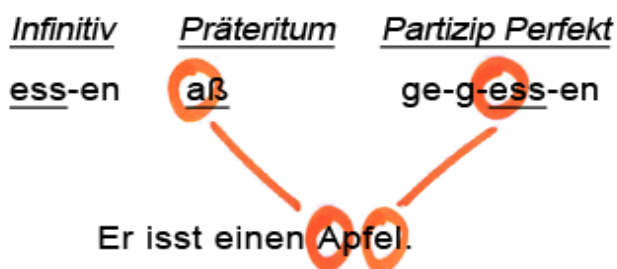 Infinitiv Präteritum Partizip Perfekt
ess-en aß ge-g-ess-en
Er isst einen Apfel.